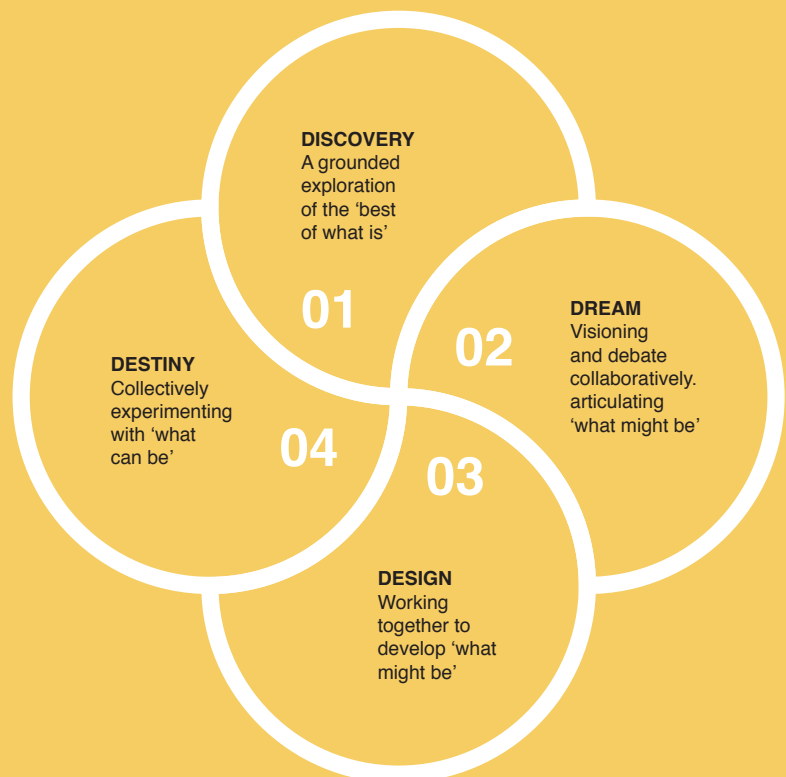 DISCOVERY
A grounded
exploration
of the ‘best
of what is’
01
02
DREAM
Visioning
and debate
collaboratively.
articulating
‘what might be’
03
DESIGN
Working
together to
develop ‘what
might be’
04
DESTINY
Collectively
experimenting
with ‘what
can be’